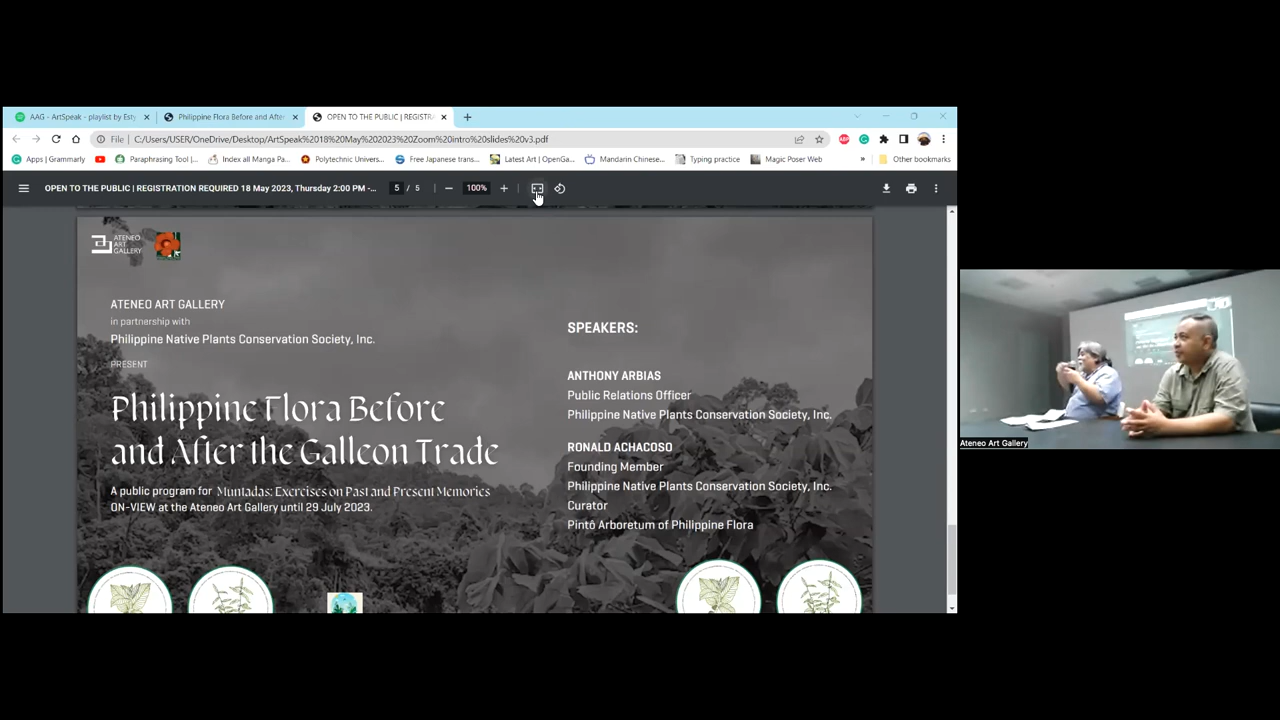 AAG - ArtSpeak - playlist by Esty
Philippine Flora Before and After
OPEN TO THE PUBLIC | REGISTRA
File
C:/Users/USER/OneDrive/Desktop/ArtSpeak%2018%20May%202023%20Zoom%20intro%20slides%20v3.pdf
Apps | Grammarly
Paraphrasing Tool |...
Index all Manga Pa...
Polytechnic Univers...
Free Japanese trans...
Latest Art | OpenGa...
Mandarin Chinese...
Typing practice
Magic Poser Web
»
Other bookmarks
OPEN TO THE PUBLIC | REGISTRATION REQUIRED 18 May 2023, Thursday 2:00 PM -...
5 / 5
100%
ATENEO
ART
GALLERY
ATENEO ART GALLERY
in partnership with
Philippine Native Plants Conservation Society, Inc.
PRESENT
Philippine Flora Before
and After the Galleon Trade
A public program for Muntadas: Exercises on Past and Present Memories
ON-VIEW at the Ateneo Art Gallery until 29 July 2023.
SPEAKERS:
ANTHONY ARBIAS
Public Relations Officer
Philippine Native Plants Conservation Society, Inc.
RONALD ACHACOSO
Founding Member
Philippine Native Plants Conservation Society, Inc.
Curator
Pintô Arboretum of Philippine Flora
Ateneo Art Gallery